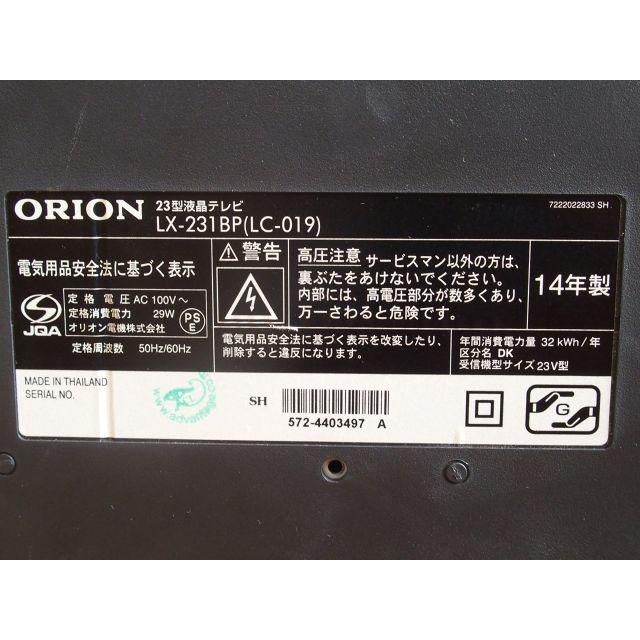 ORION
23型液晶テレビ
LX-231BP(LC-019)
7222022833 SH
電気用品安全法に基づく表示
JQA
定格電圧 AC 100V～
定格消費電力 29W
オリオン電機株式会社
PS
E
定格周波数 50Hz/60Hz
⚠警告
高圧注意 サービスマン以外の方は、
裏ぶたをあけないでください。
内部には、高電圧部分が数多くあり、
万一さわると危険です。
14年製
電気用品安全法に基づく表示を改変したり、
削除すると違反になります。
年間消費電力量 32 kWh/年
区分名 DK
受信機型サイズ 23V型
MADE IN THAILAND
SERIAL NO.
SH
572-4403497 A
G